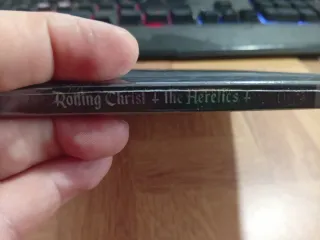 Rotting Christ † The Heretics †